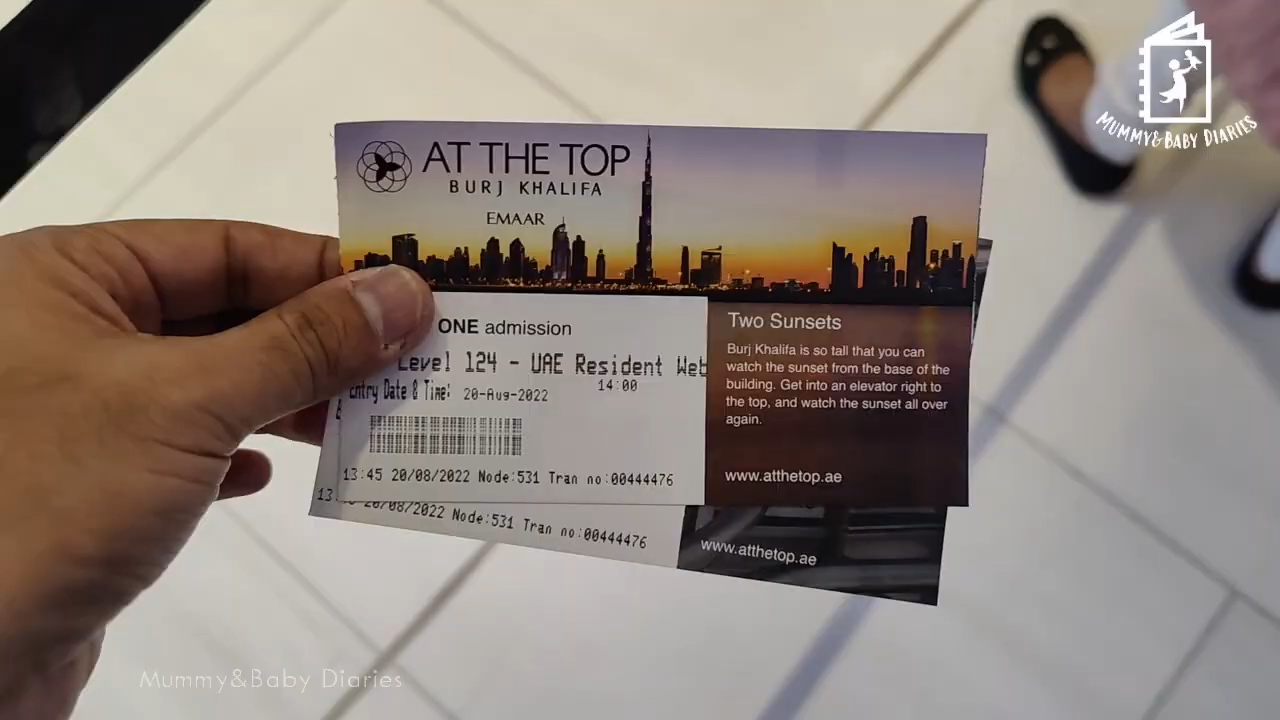 AT THE TOP
BURJ KHALIFA
EMAAR
ONE admission
Level 124 - UAE Resident Web
Entry Date & Time: 20-Aug-2022 14:00
13:45 20/08/2022 Node:531 Tran no:00444476
Two Sunsets
Burj Khalifa is so tall that you can
watch the sunset from the base of the
building. Get into an elevator right to
the top, and watch the sunset all over
again.
www.atthetop.ae
20/08/2022 Node:531 Tran no:00444476
www.atthetop.ae
MUMMY&BABY DIARIES
Mummy&Baby Diaries